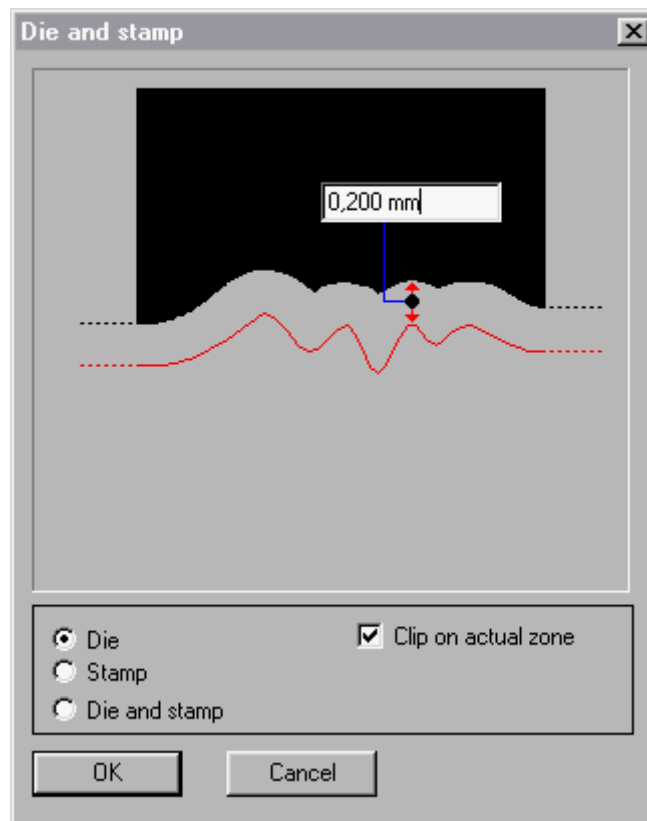 Die and stamp
0,200 mm
Die
Clip on actual zone
Stamp
Die and stamp
OK
Cancel